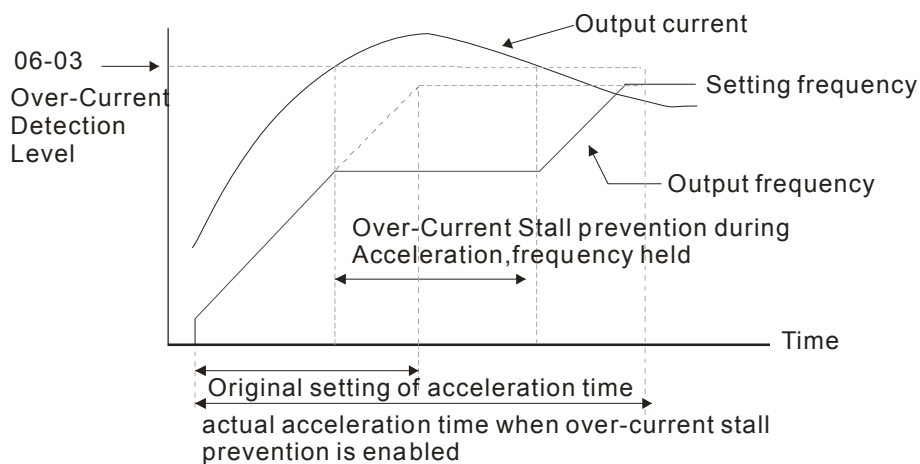 Output current
06-03
Over-Current
Detection
Level
Setting frequency
Output frequency
Over-Current Stall prevention during
Acceleration,frequency held
Time
Original setting of acceleration time
actual acceleration time when over-current stall
prevention is enabled